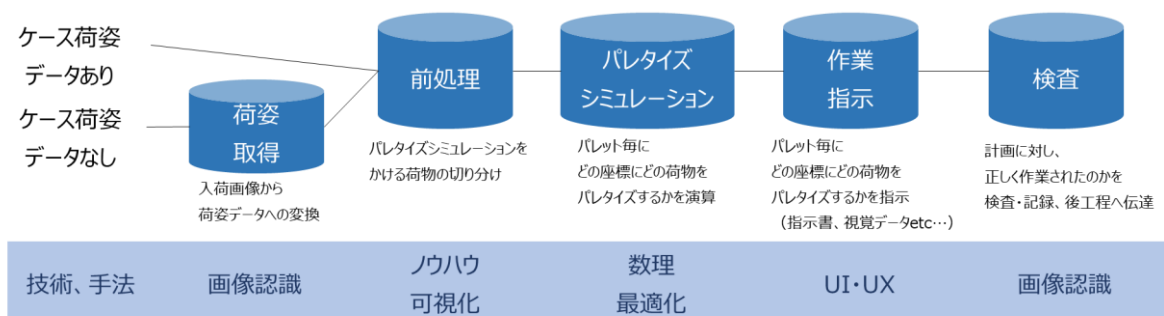 ケース荷姿
データあり
ケース荷姿
データなし
荷姿
取得
入荷画像から
荷姿データへの変換
前処理
パレタイズシミュレーションを
かける荷物の切り分け
パレタイズ
シミュレーション
パレット毎に
どの座標にどの荷物を
パレタイズするかを演算
作業
指示
パレット毎に
どの座標にどの荷物を
パレタイズするかを指示
(指示書、視覚データetc…)
検査
計画に対し、
正しく作業されたのかを
検査・記録、後工程へ伝達
技術、手法
画像認識
ノウハウ
可視化
数理
最適化
UI・UX
画像認識